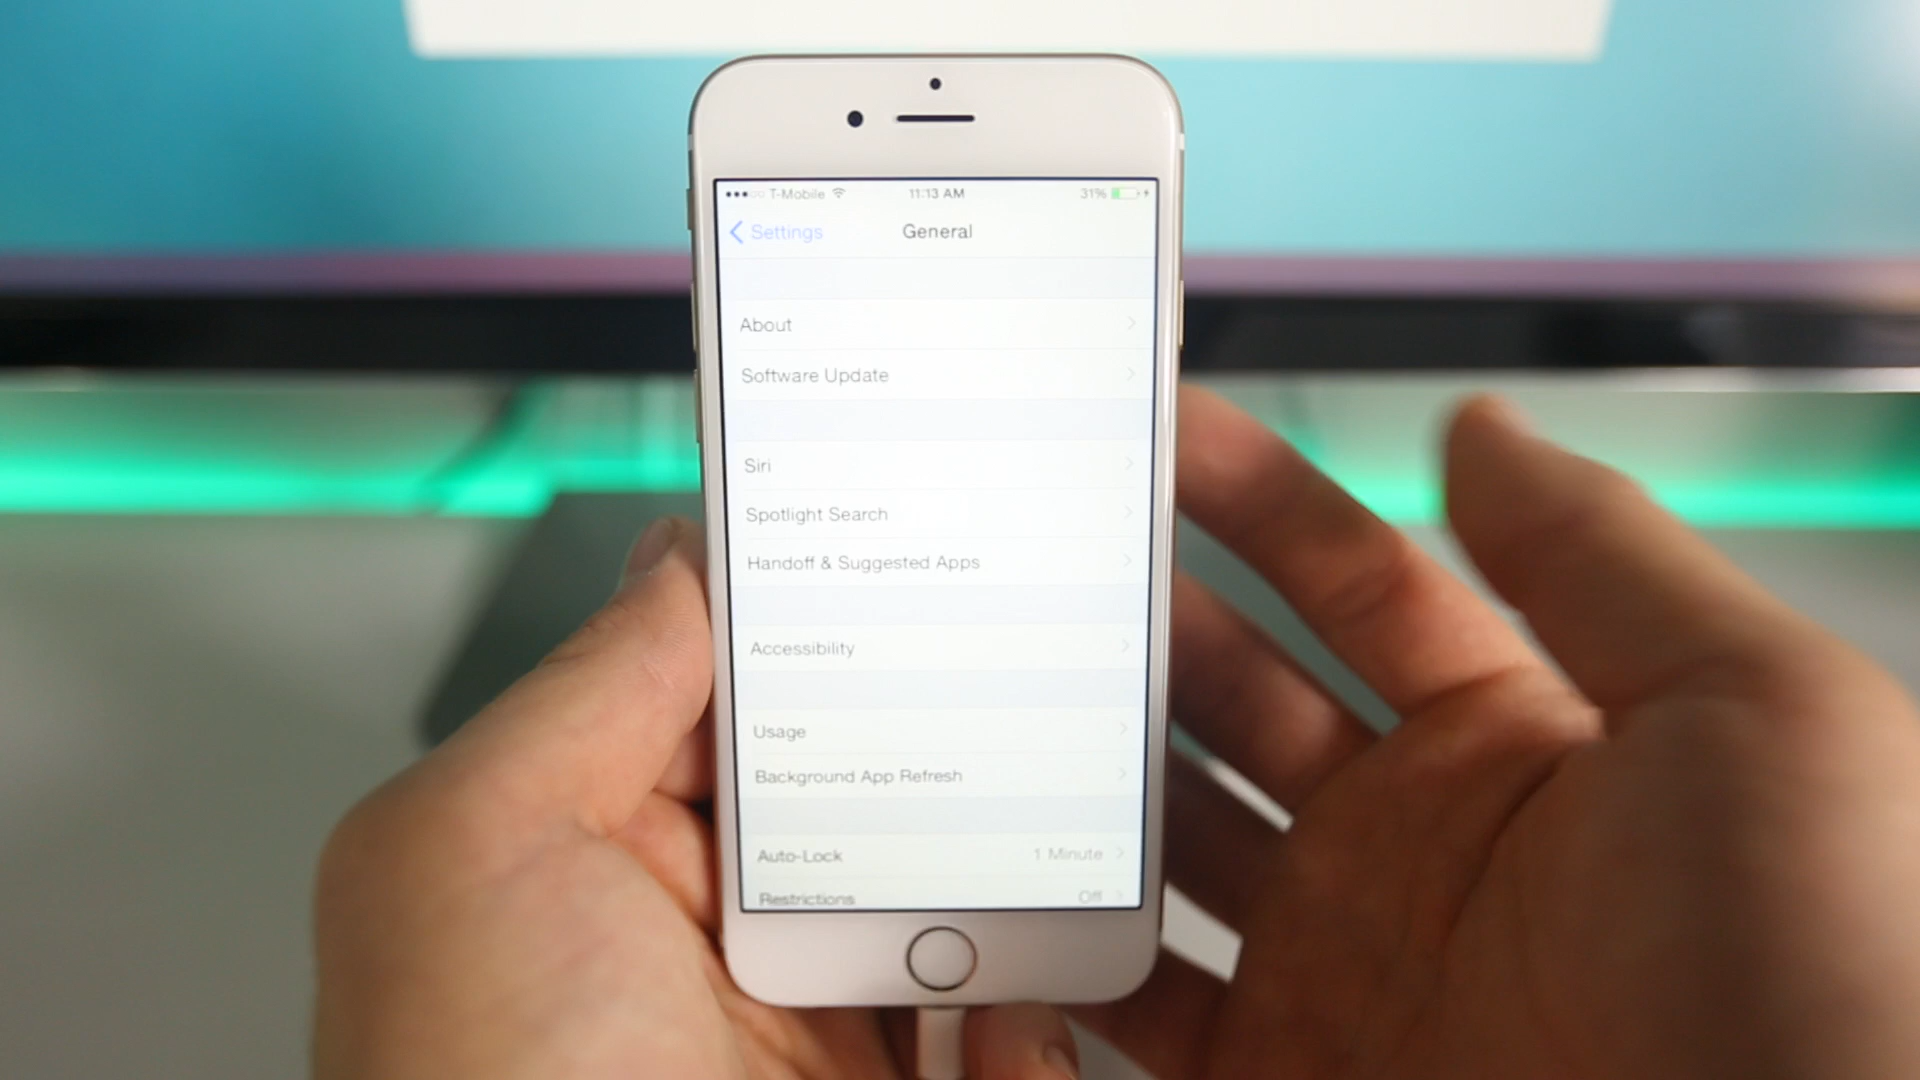 T-Mobile 11:13 AM 31%
Settings General
About
Software Update
Siri
Spotlight Search
Handoff & Suggested Apps
Accessibility
Usage
Background App Refresh
Auto-Lock 1 Minute
Restrictions Off